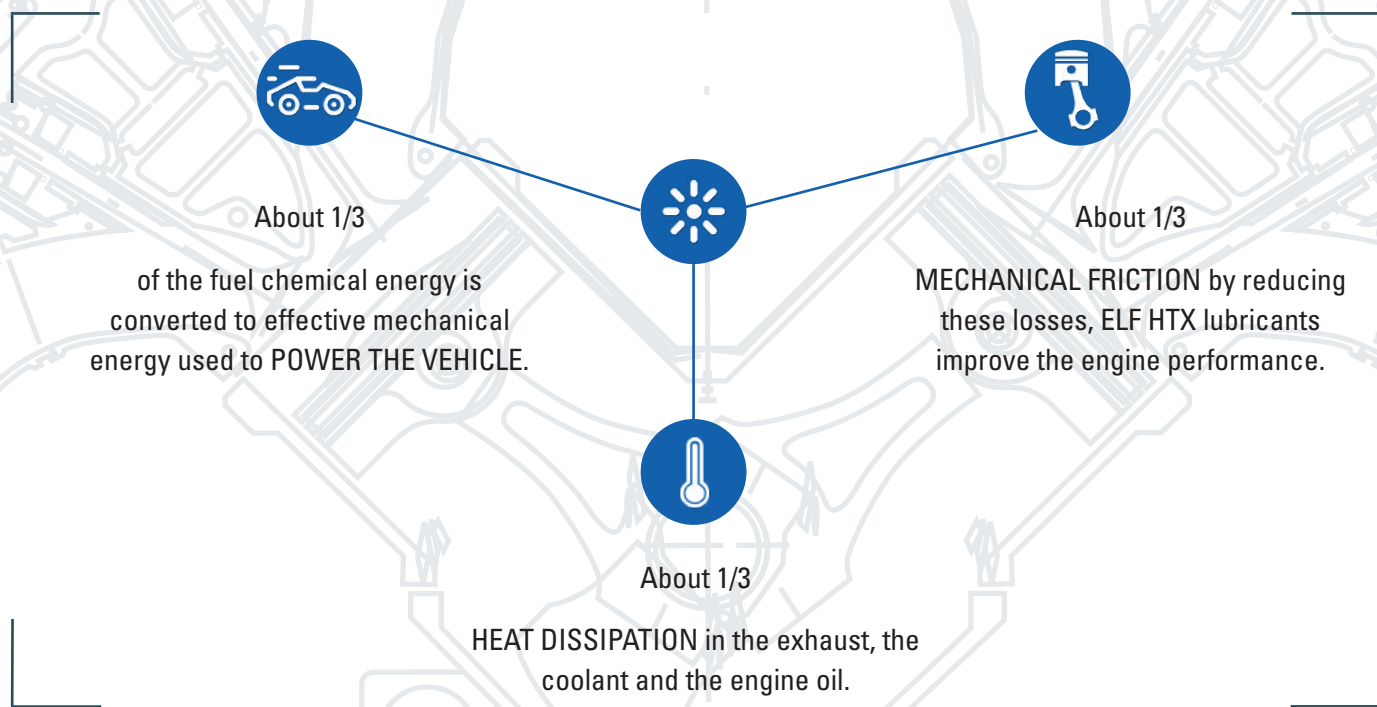 About 1/3
of the fuel chemical energy is
converted to effective mechanical
energy used to POWER THE VEHICLE.
About 1/3
MECHANICAL FRICTION by reducing
these losses, ELF HTX lubricants
improve the engine performance.
About 1/3
HEAT DISSIPATION in the exhaust, the
coolant and the engine oil.